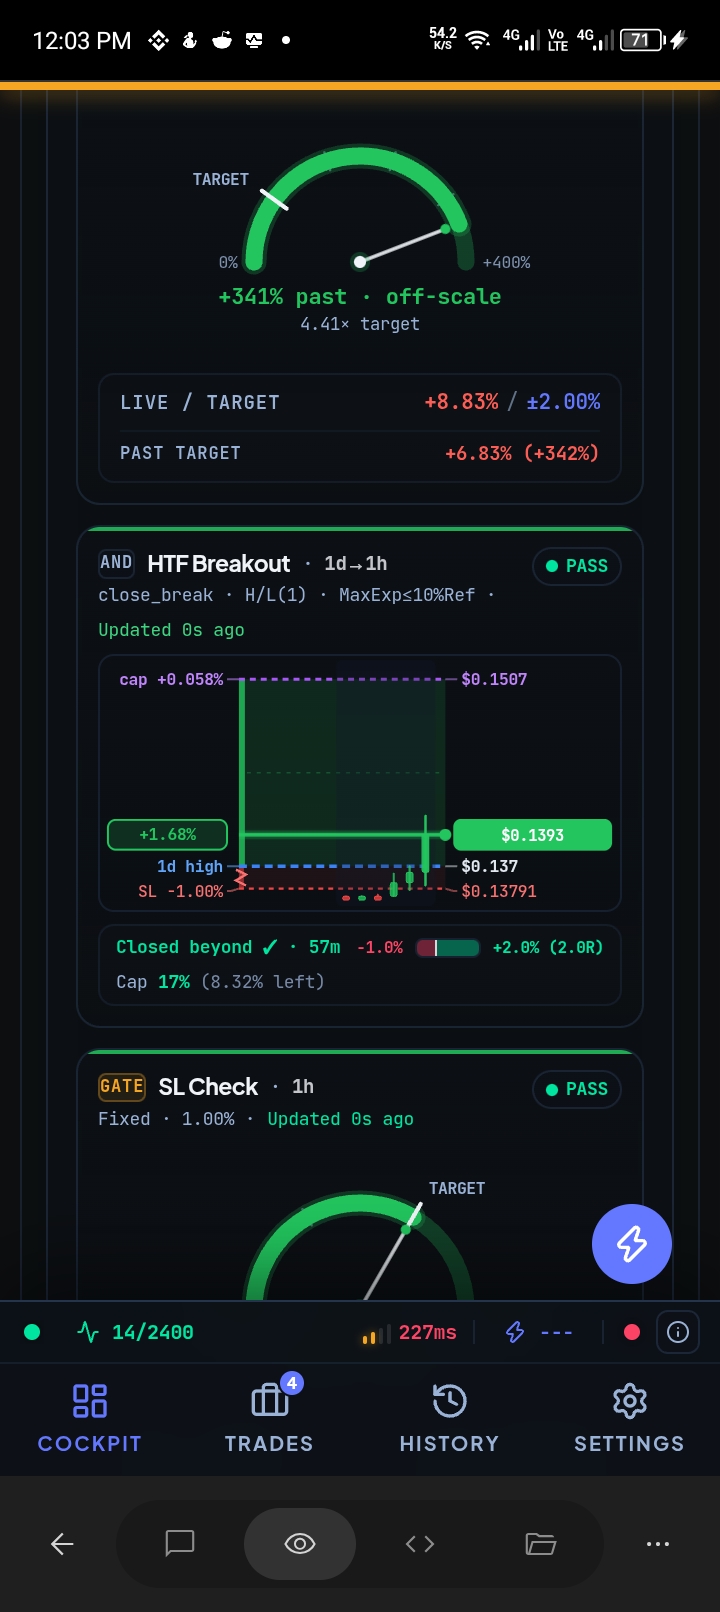 12:03 PM 54.2 K/S 4G Vo LTE 4G 71
TARGET
0% +400%
+341% past · off-scale
4.41× target
LIVE / TARGET +8.83% / ±2.00%
PAST TARGET +6.83% (+342%)
AND HTF Breakout · 1d→1h PASS
close_break · H/L(1) · MaxExp≤10%Ref ·
Updated 0s ago
cap +0.058% $0.1507
+1.68% $0.1393
1d high $0.137
SL -1.00% $0.13791
Closed beyond ✓ · 57m -1.0% +2.0% (2.0R)
Cap 17% (8.32% left)
GATE SL Check · 1h PASS
Fixed · 1.00% · Updated 0s ago
TARGET
14/2400 227ms ---
4
COCKPIT TRADES HISTORY SETTINGS